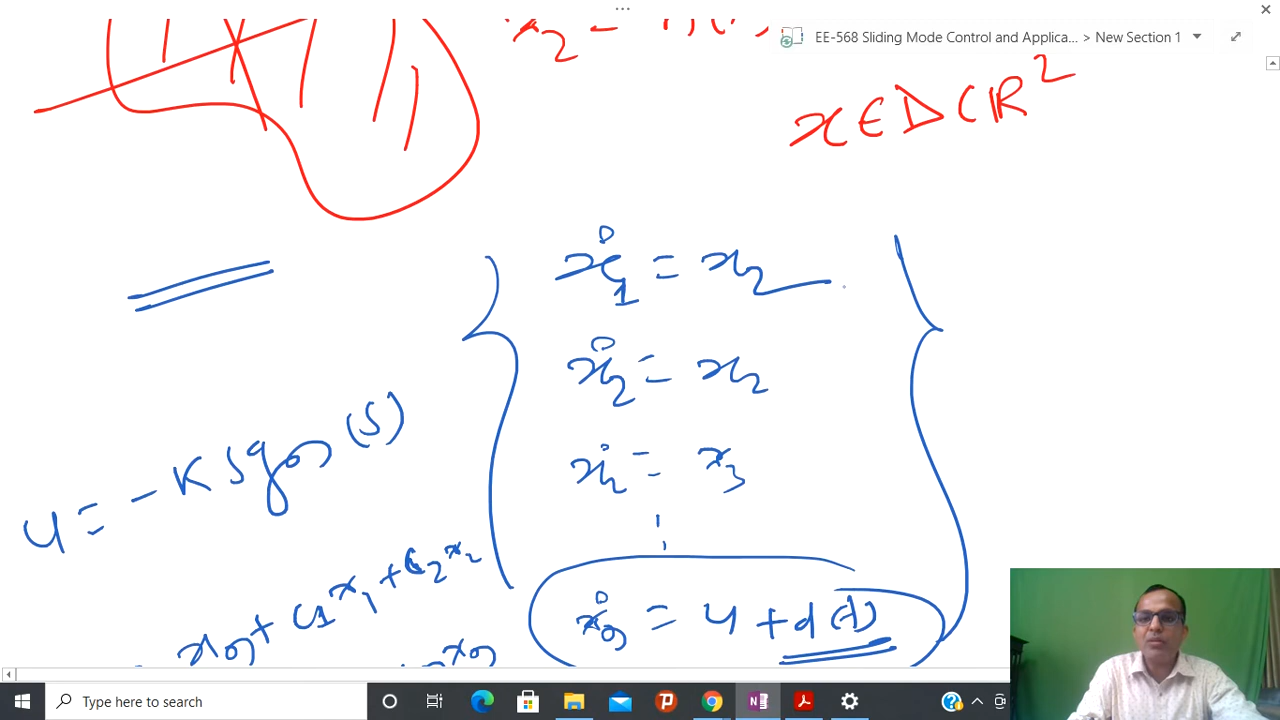 EE-568 Sliding Mode Control and Applica... > New Section 1
x ∈ D ⊂ ℝ²
ẋ₁ = x₂
ẋ₂ = x₂
ẋ₂ = x₃
u = -K sgn(s)
ẋₙ = u + d(t)
xₙ + c₁x₁ + c₂x₂
Type here to search